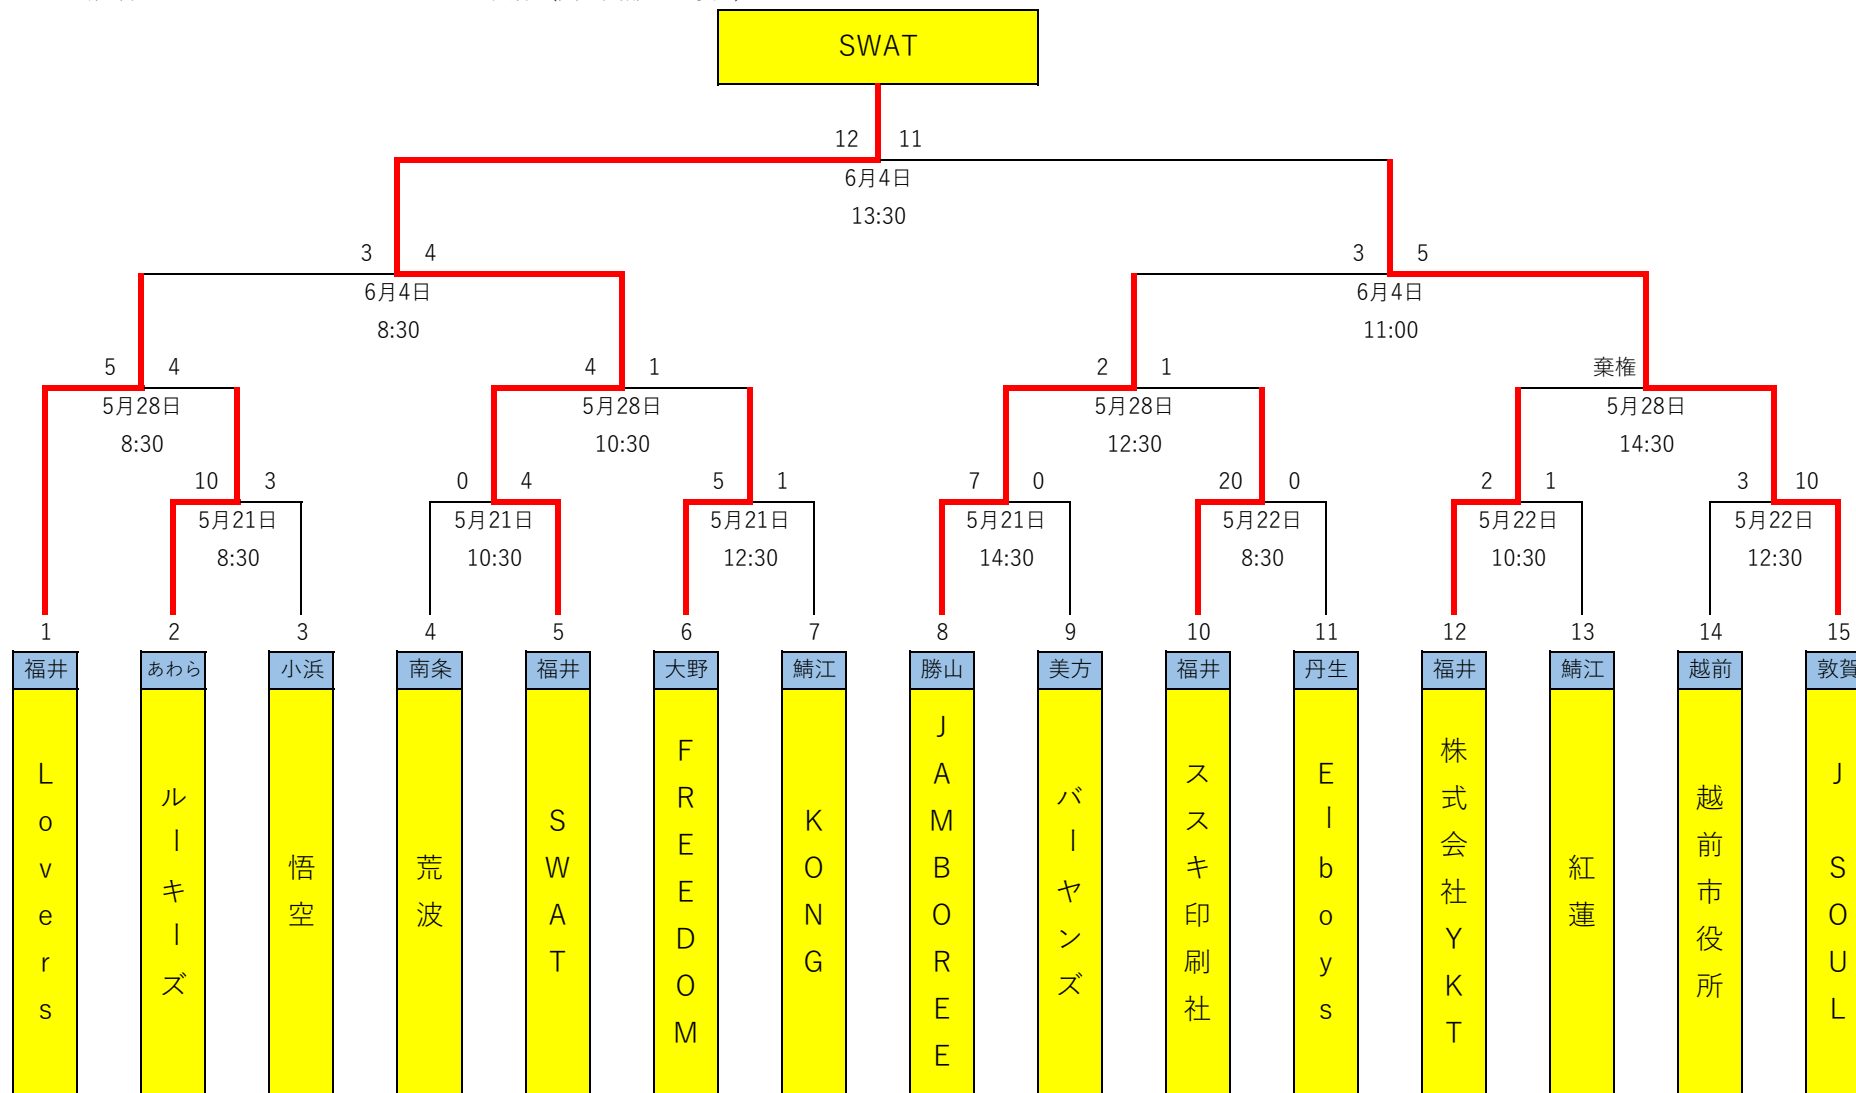 SWAT
12 11
6月4日
13:30
3 4
3 5
6月4日
6月4日
8:30
11:00
5 4
4 1
2 1
棄権
5月28日
5月28日
5月28日
5月28日
8:30
10:30
12:30
14:30
10 3
0 4
5 1
7 0
20 0
2 1
3 10
5月21日
5月21日
5月21日
5月21日
5月22日
5月22日
5月22日
8:30
10:30
12:30
14:30
8:30
10:30
12:30
1 2 3 4 5 6 7 8 9 10 11 12 13 14 15
福井 あわら 小浜 南条 福井 大野 鯖江 勝山 美方 福井 丹生 福井 鯖江 越前 敦賀
Lovers
ルーキーズ
悟空
荒波
SWAT
FREEDOM
KONG
JAMBOREE
バーヤンズ
ススキ印刷社
Elboys
株式会社YKT
紅蓮
越前市役所
J SOUL